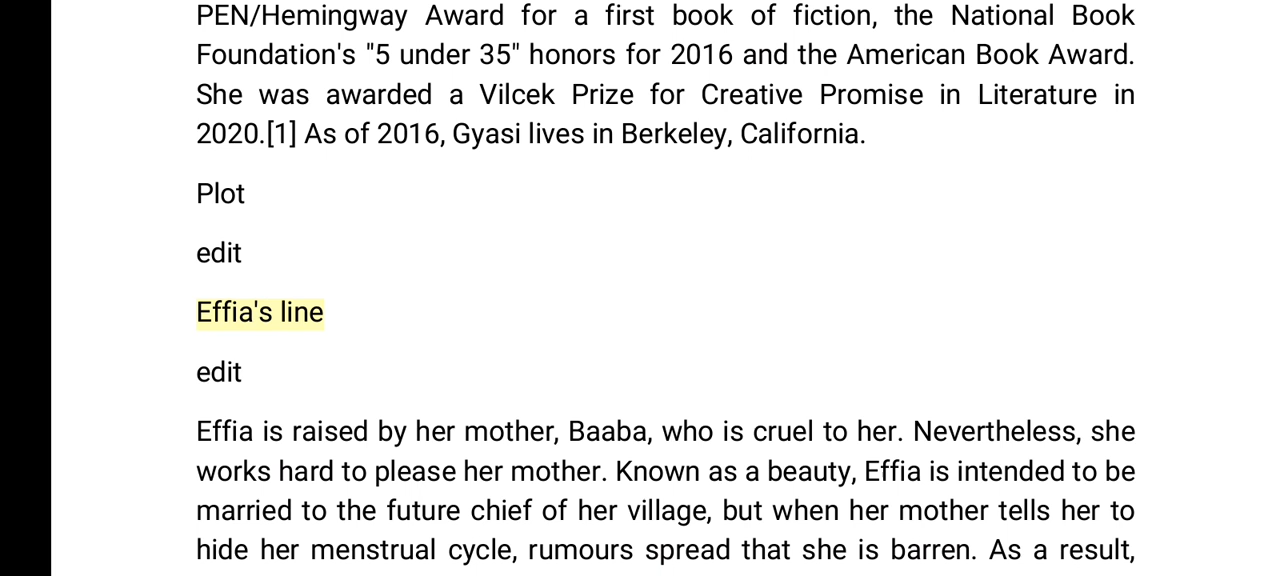 PEN/Hemingway Award for a first book of fiction, the National Book
Foundation's "5 under 35" honors for 2016 and the American Book Award.
She was awarded a Vilcek Prize for Creative Promise in Literature in
2020.[1] As of 2016, Gyasi lives in Berkeley, California.
Plot
edit
Effia's line
edit
Effia is raised by her mother, Baaba, who is cruel to her. Nevertheless, she
works hard to please her mother. Known as a beauty, Effia is intended to be
married to the future chief of her village, but when her mother tells her to
hide her menstrual cycle, rumours spread that she is barren. As a result,